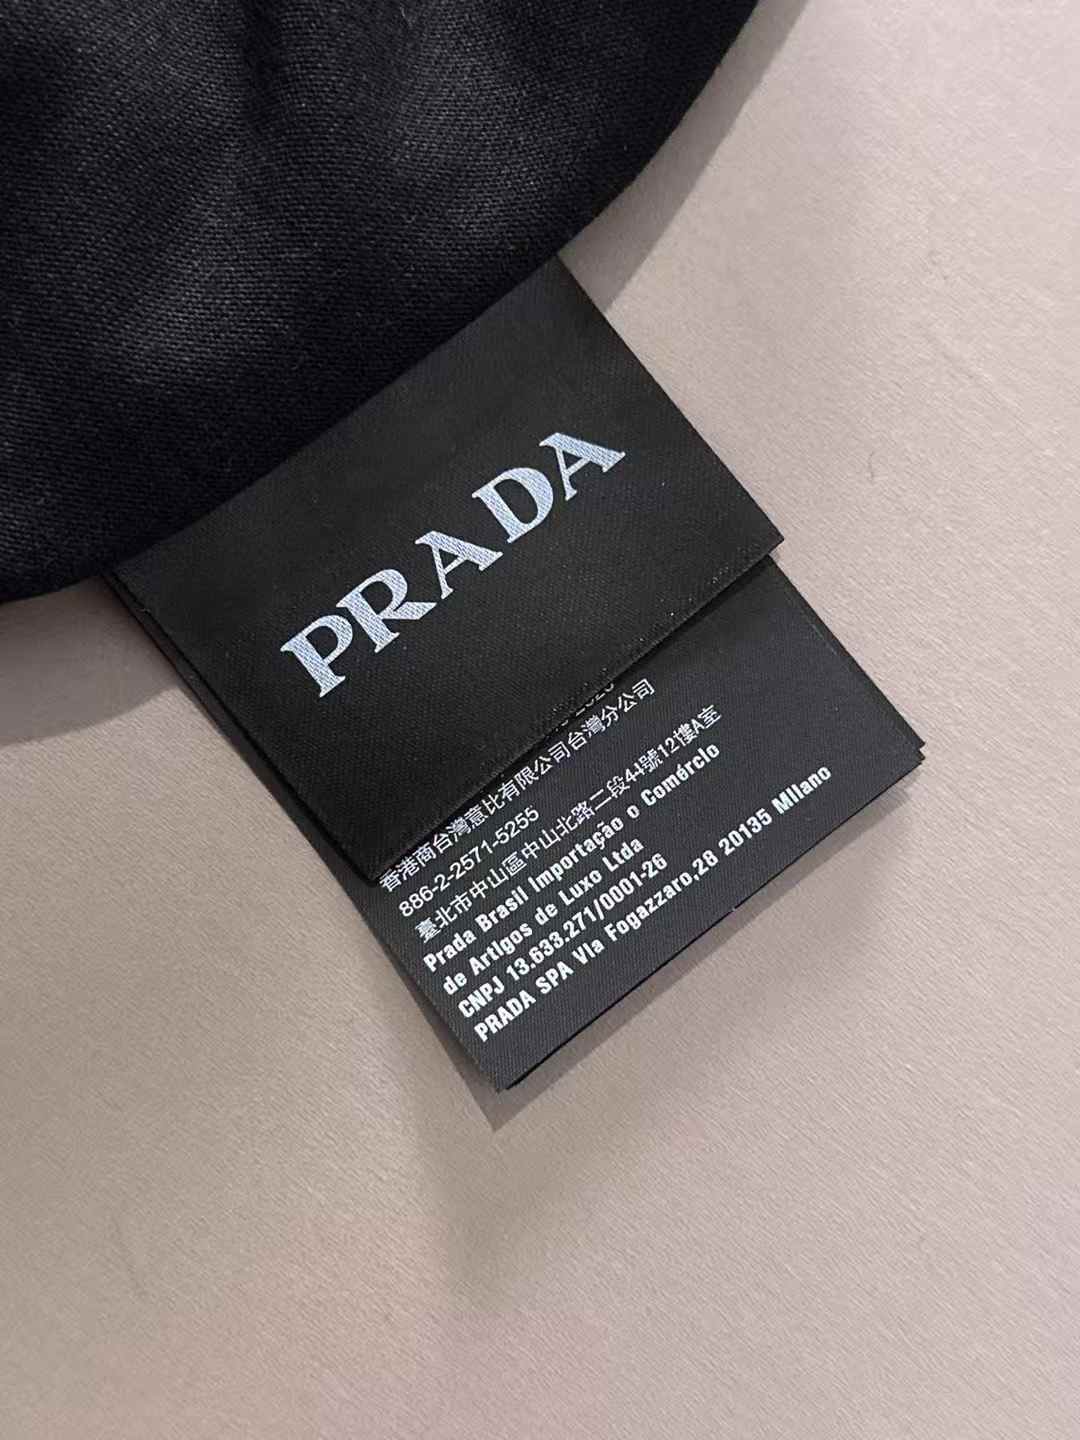 PRADA
香港商台灣意比有限公司台灣分公司
886-2-2571-5255
臺北市中山區中山北路二段44號12樓A室
Prada Brasil Importação o Comércio
de Artigos de Luxo Ltda
CNPJ 13.633.271/0001-26
PRADA SPA Via Fogazzaro,28 20135 Milano